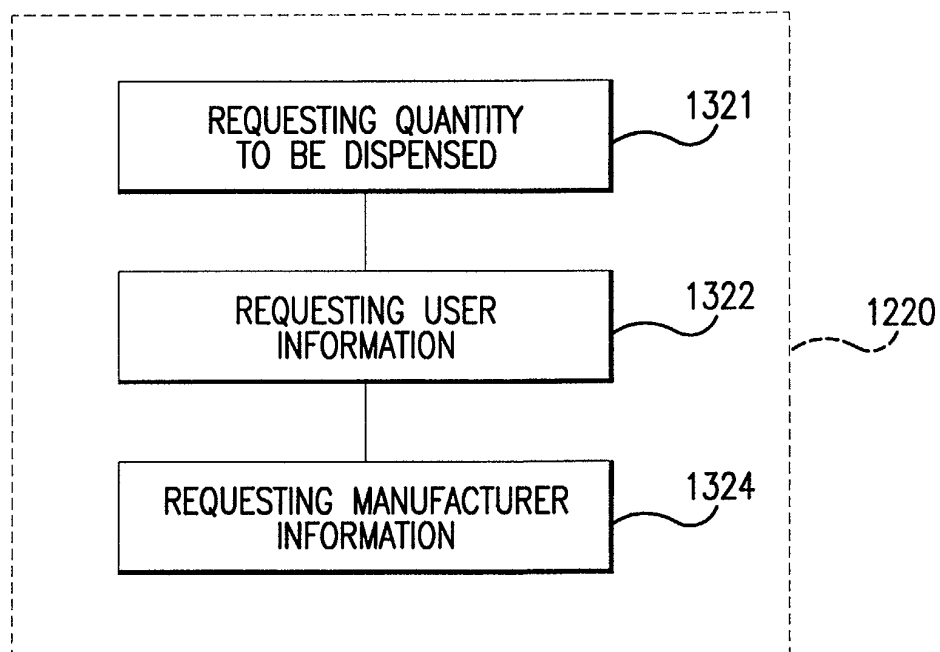 REQUESTING QUANTITY
TO BE DISPENSED
1321
REQUESTING USER
INFORMATION
1322
1220
REQUESTING MANUFACTURER
INFORMATION
1324